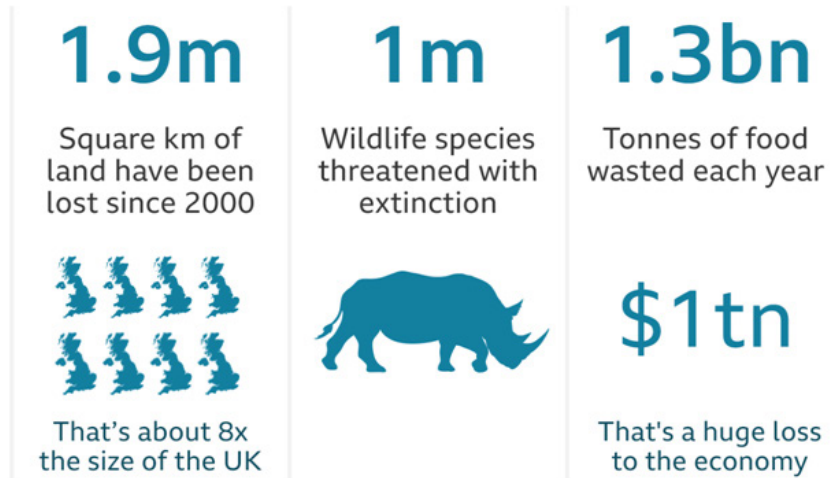 1.9m
Square km of
land have been
lost since 2000
That's about 8x
the size of the UK
1m
Wildlife species
threatened with
extinction
1.3bn
Tonnes of food
wasted each year
$1tn
That's a huge loss
to the economy